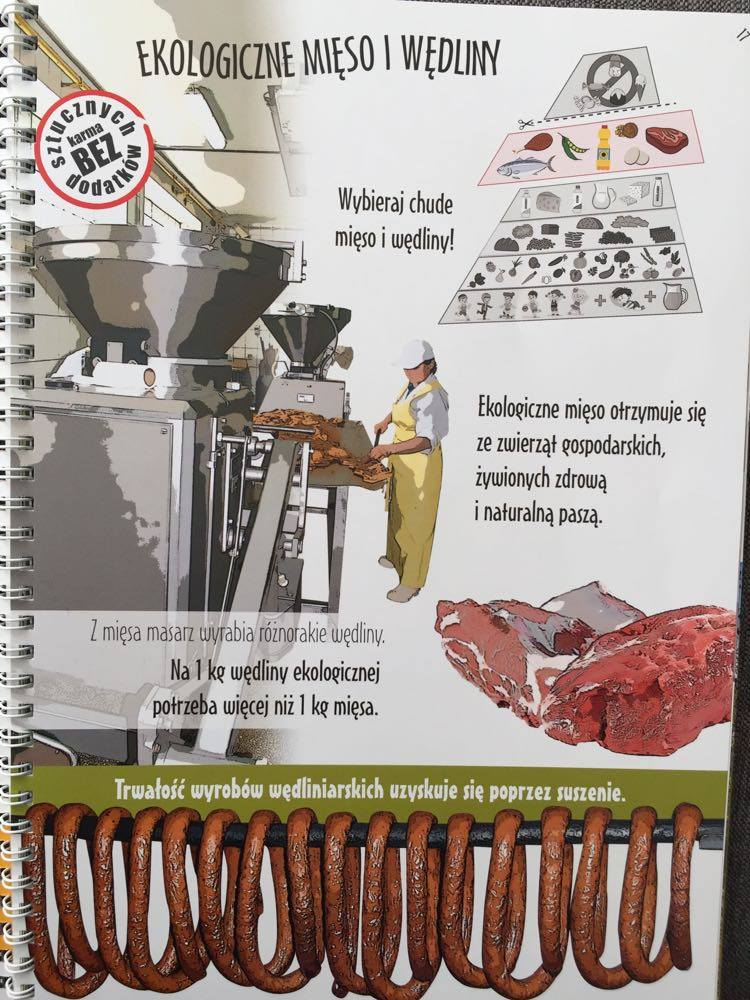 17
EKOLOGICZNE MIĘSO I WĘDLINY
sztucznych
karma
BEZ
dodatków
Wybieraj chude
mięso i wędliny!
Ekologiczne mięso otrzymuje się
ze zwierząt gospodarskich,
żywionych zdrową
i naturalną paszą.
Z mięsa masarz wyrabia różnorakie wędliny.
Na 1 kg wędliny ekologicznej
potrzeba więcej niż 1 kg mięsa.
Trwałość wyrobów wędliniarskich uzyskuje się poprzez suszenie.